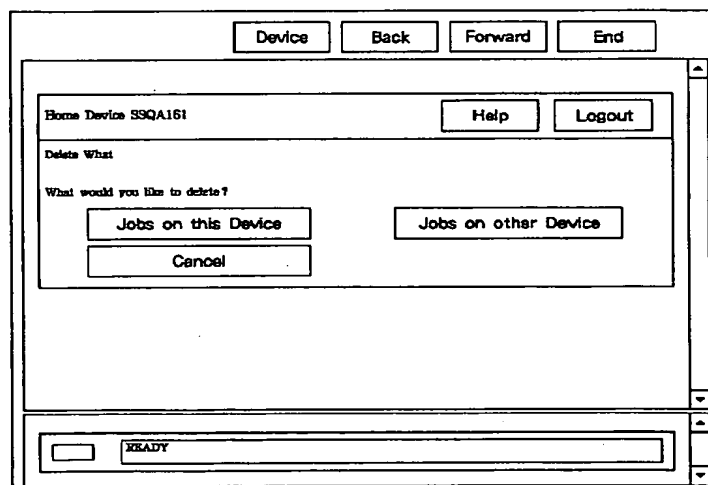 Device Back Forward End
Home Device SSQA161 Help Logout
Delete What
What would you like to delete?
Jobs on this Device Jobs on other Device
Cancel
READY